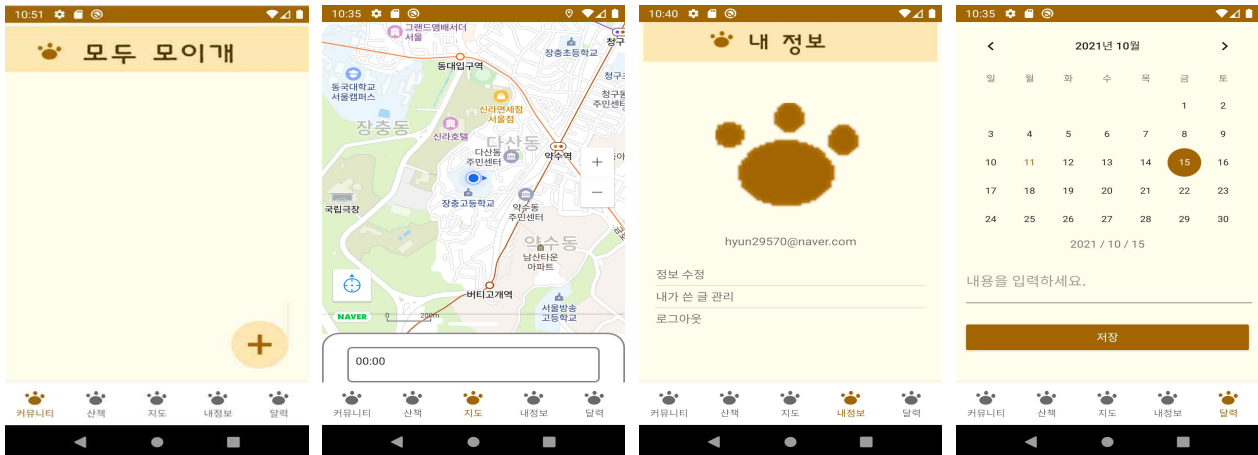 10:51
모두 모이개
커뮤니티 산책 지도 내정보 달력
10:35
그랜드앰배서더
서울
장충초등학교
동대입구역
동국대학교
서울캠퍼스
신라면세점
서울점
주민센터
장충동
신라호텔
다산동
다산동
주민센터
약수역
장충고등학교
국립극장
약수동
주민센터
약수동
남산타운
아파트
버티고개역
서울방송
고등학교
NAVER
0 200m
00:00
커뮤니티 산책 지도 내정보 달력
10:40
내 정보
hyun29570@naver.com
정보 수정
내가 쓴 글 관리
로그아웃
커뮤니티 산책 지도 내정보 달력
10:35
2021년 10월
일 월 화 수 목 금 토
1 2
3 4 5 6 7 8 9
10 11 12 13 14 15 16
17 18 19 20 21 22 23
24 25 26 27 28 29 30
2021 / 10 / 15
내용을 입력하세요.
저장
커뮤니티 산책 지도 내정보 달력